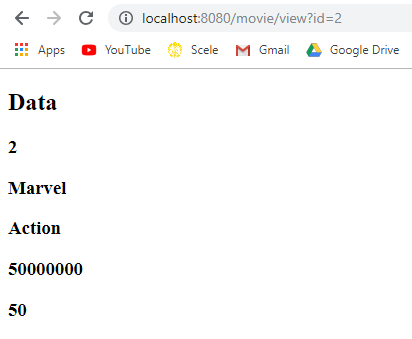 localhost:8080/movie/view?id=2
Apps YouTube Scele Gmail Google Drive
Data
2
Marvel
Action
50000000
50